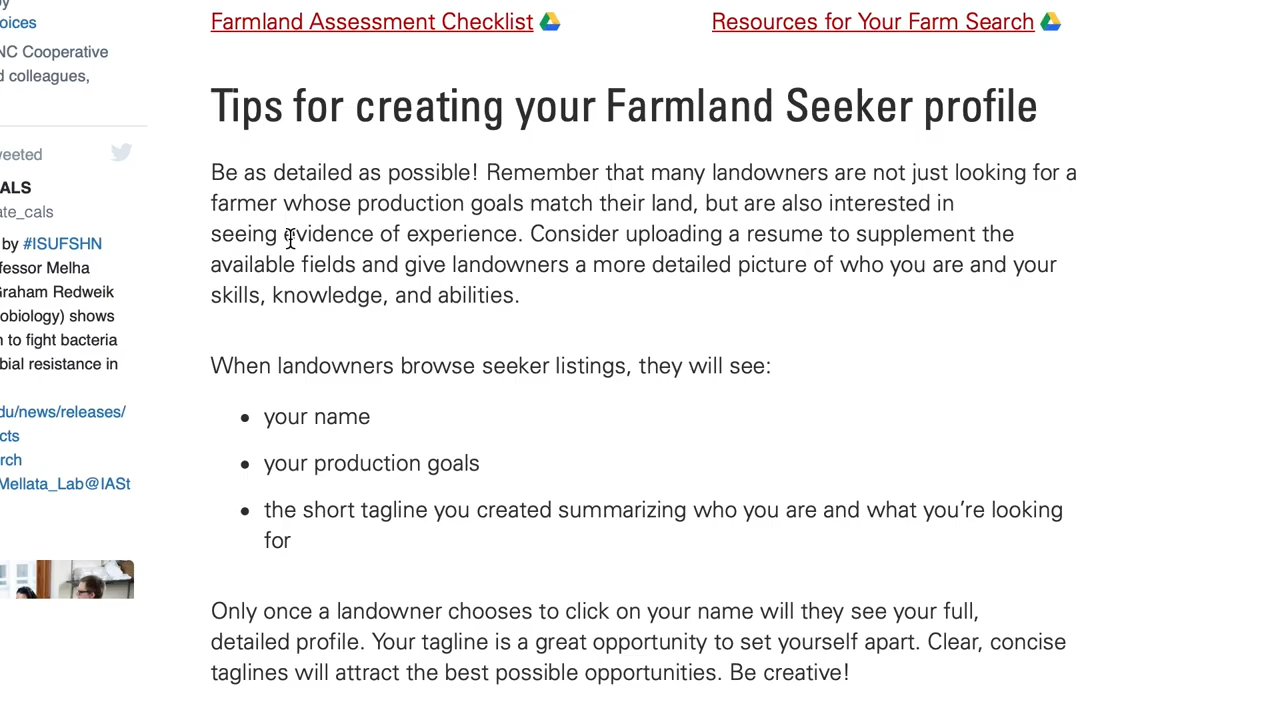 oices
NC Cooperative
d colleagues,
weeted
ALS
ate_cals
by #ISUFSHN
fessor Melha
Graham Redweik
obiology) shows
n to fight bacteria
bial resistance in
du/news/releases/
cts
rch
Mellata_Lab@IASt
Farmland Assessment Checklist
Resources for Your Farm Search
Tips for creating your Farmland Seeker profile
Be as detailed as possible! Remember that many landowners are not just looking for a
farmer whose production goals match their land, but are also interested in
seeing evidence of experience. Consider uploading a resume to supplement the
available fields and give landowners a more detailed picture of who you are and your
skills, knowledge, and abilities.
When landowners browse seeker listings, they will see:
• your name
• your production goals
• the short tagline you created summarizing who you are and what you’re looking
for
Only once a landowner chooses to click on your name will they see your full,
detailed profile. Your tagline is a great opportunity to set yourself apart. Clear, concise
taglines will attract the best possible opportunities. Be creative!